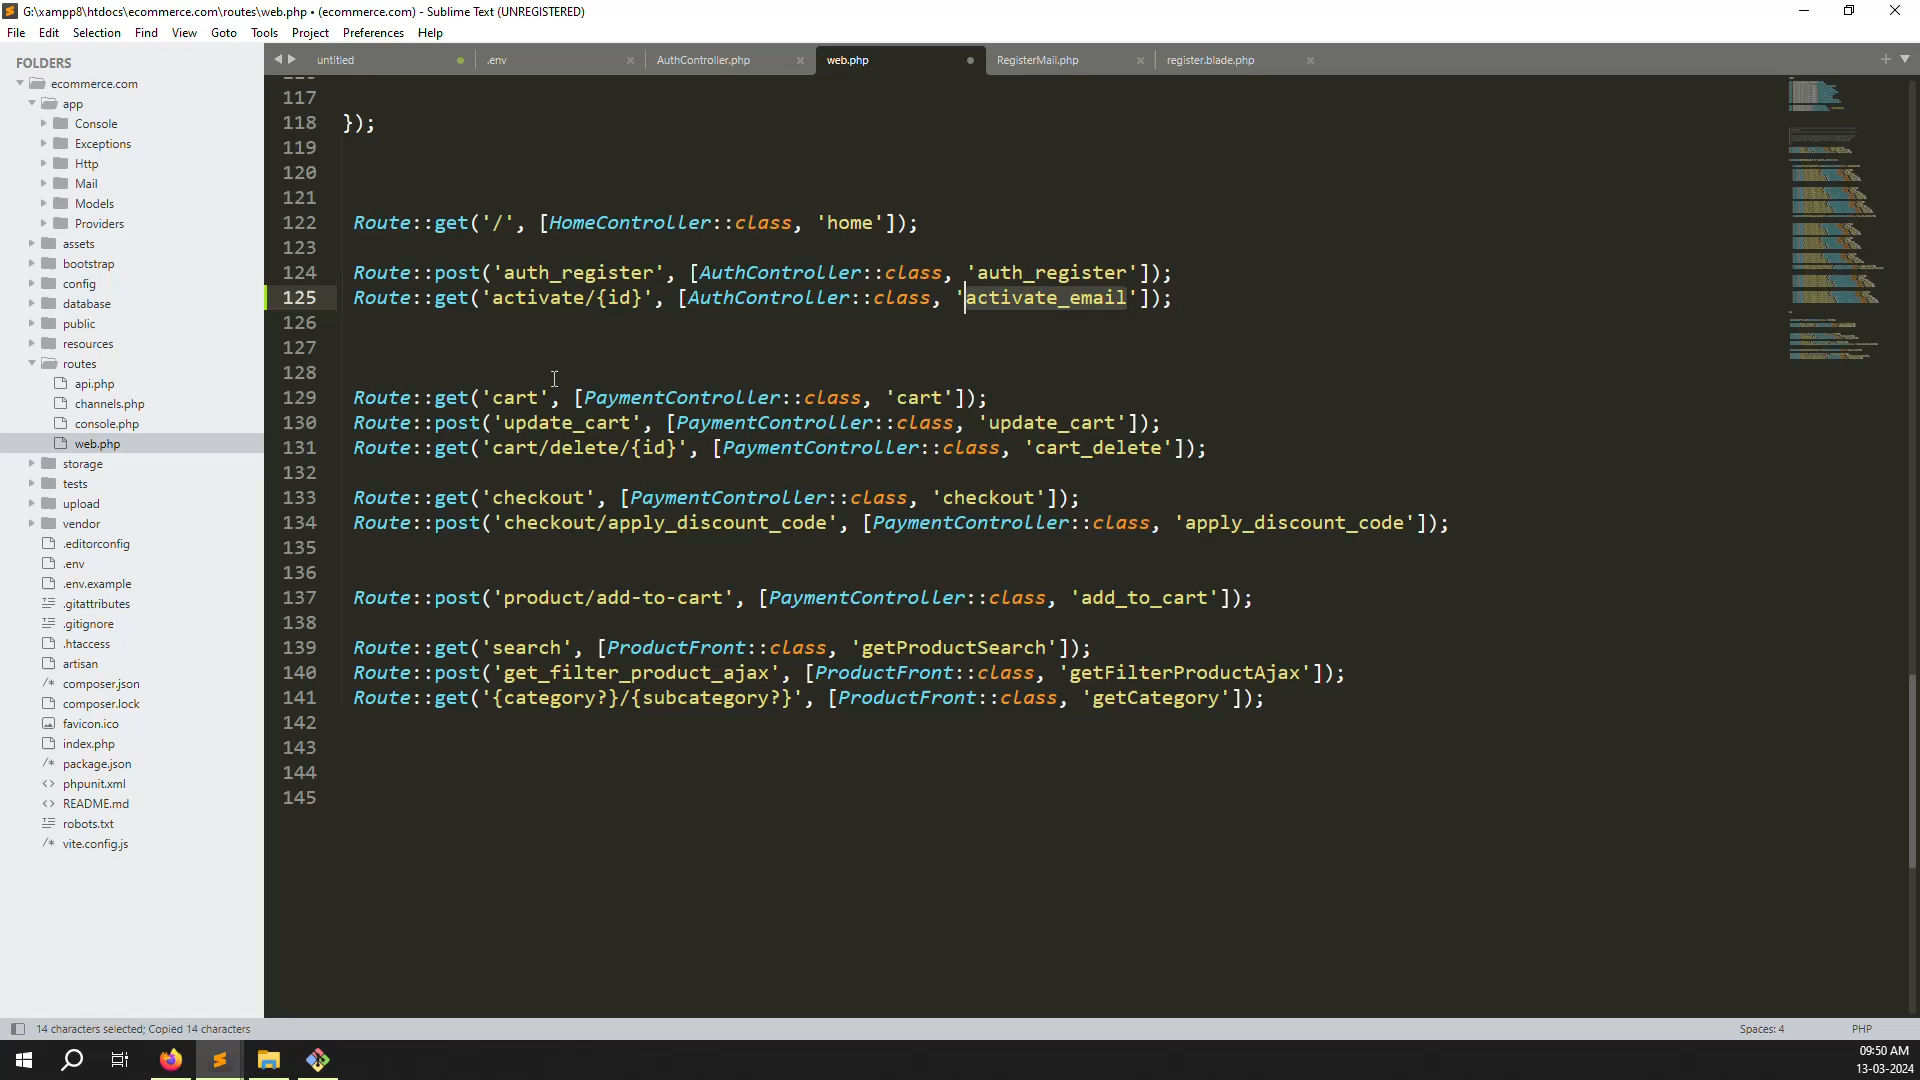 G:\xampp8\htdocs\ecommerce.com\routes\web.php • (ecommerce.com) - Sublime Text (UNREGISTERED)
File Edit Selection Find View Goto Tools Project Preferences Help
FOLDERS
ecommerce.com
app
Console
Exceptions
Http
Mail
Models
Providers
assets
bootstrap
config
database
public
resources
routes
api.php
channels.php
console.php
web.php
storage
tests
upload
vendor
.editorconfig
.env
.env.example
.gitattributes
.gitignore
.htaccess
artisan
composer.json
composer.lock
favicon.ico
index.php
package.json
phpunit.xml
README.md
robots.txt
vite.config.js
untitled .env AuthController.php web.php RegisterMail.php register.blade.php
117
118 });
119
120
121
122 Route::get('/', [HomeController::class, 'home']);
123
124 Route::post('auth_register', [AuthController::class, 'auth_register']);
125 Route::get('activate/{id}', [AuthController::class, 'activate_email']);
126
127
128
129 Route::get('cart', [PaymentController::class, 'cart']);
130 Route::post('update_cart', [PaymentController::class, 'update_cart']);
131 Route::get('cart/delete/{id}', [PaymentController::class, 'cart_delete']);
132
133 Route::get('checkout', [PaymentController::class, 'checkout']);
134 Route::post('checkout/apply_discount_code', [PaymentController::class, 'apply_discount_code']);
135
136
137 Route::post('product/add-to-cart', [PaymentController::class, 'add_to_cart']);
138
139 Route::get('search', [ProductFront::class, 'getProductSearch']);
140 Route::post('get_filter_product_ajax', [ProductFront::class, 'getFilterProductAjax']);
141 Route::get('{category?}/{subcategory?}', [ProductFront::class, 'getCategory']);
142
143
144
145
14 characters selected; Copied 14 characters
Spaces: 4 PHP
09:50 AM
13-03-2024